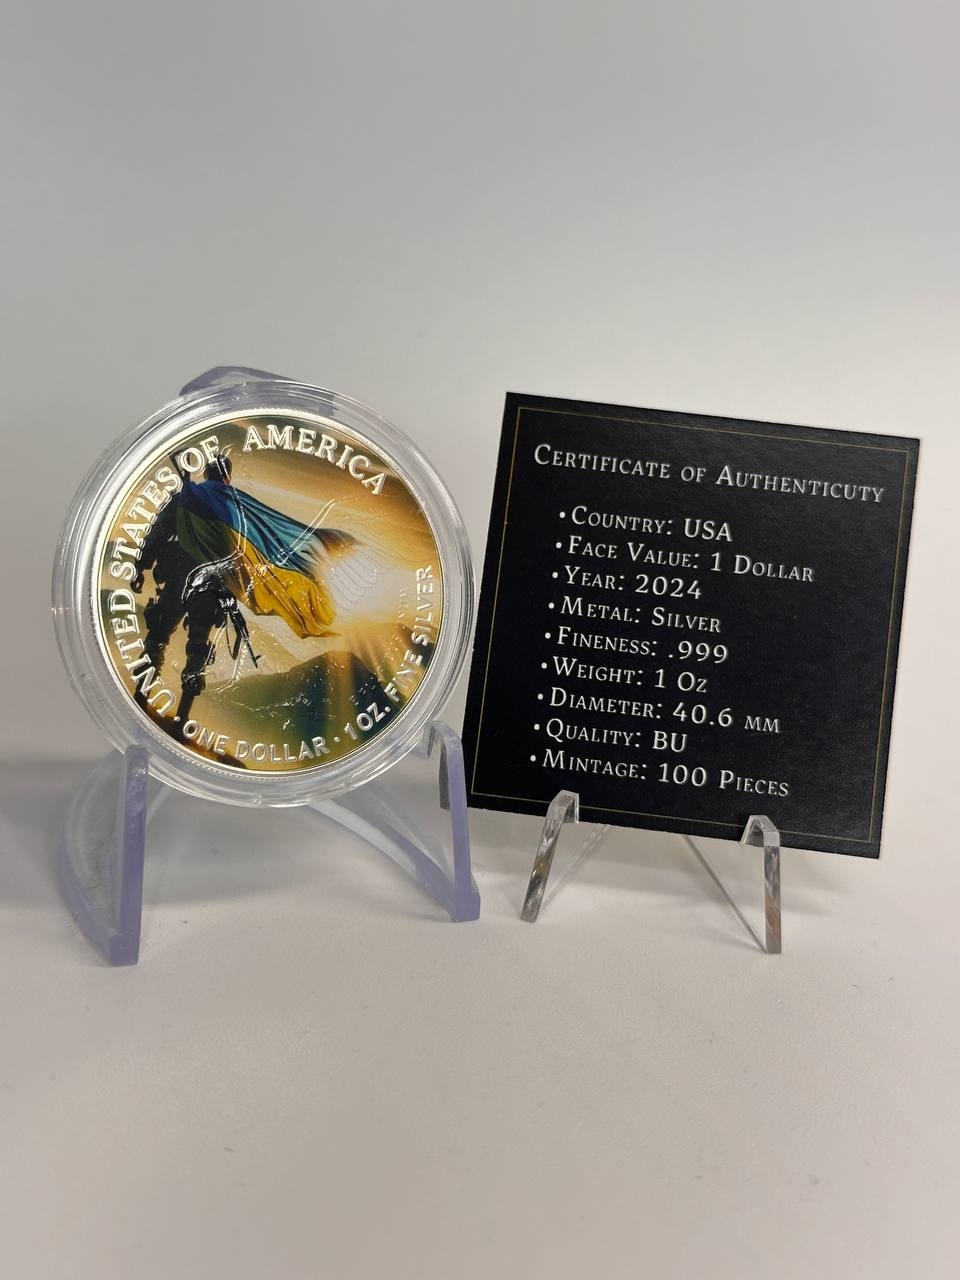 UNITED STATES OF AMERICA
· ONE DOLLAR · 1 OZ. FINE SILVER
CERTIFICATE OF AUTHENTICUTY
• COUNTRY: USA
• FACE VALUE: 1 DOLLAR
• YEAR: 2024
• METAL: SILVER
• FINENESS: .999
• WEIGHT: 1 OZ
• DIAMETER: 40.6 MM
• QUALITY: BU
• MINTAGE: 100 PIECES